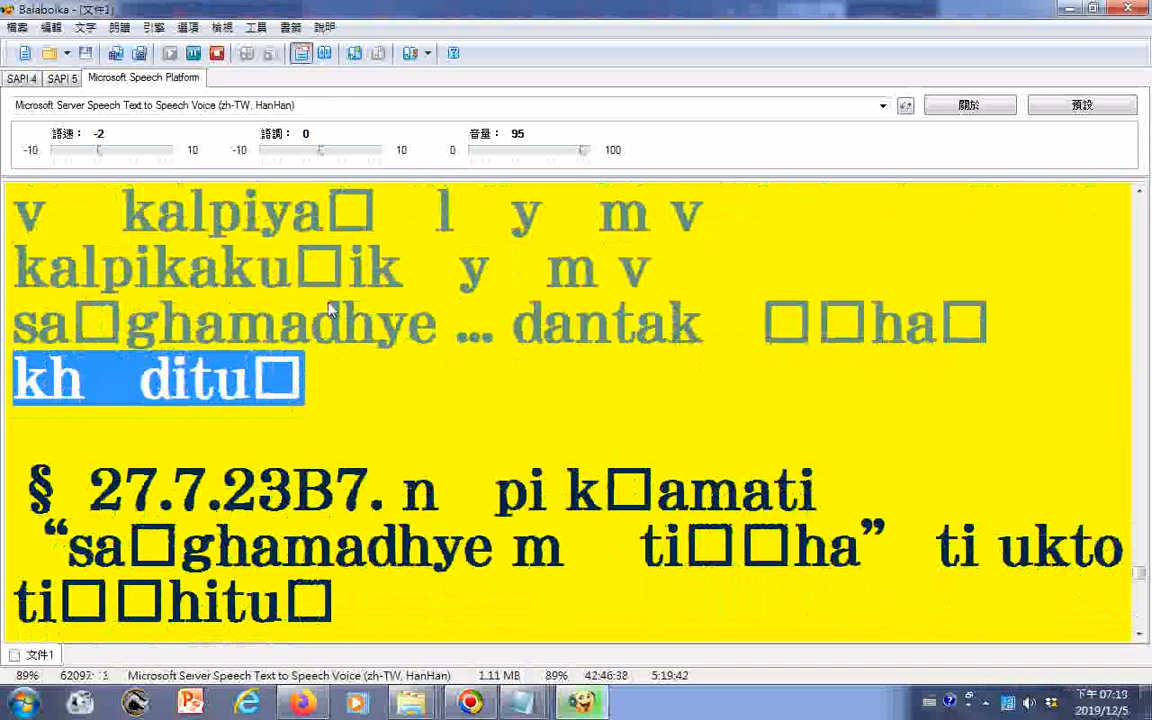 Balabolka - [文件1]
檔案 編輯 文字 朗讀 引擎 選項 檢視 工具 書籤 說明
SAPI 4 SAPI 5 Microsoft Speech Platform
Microsoft Server Speech Text to Speech Voice (zh-TW, HanHan) 關於 預設
語速： -2 語調： 0 音量： 95
-10 10 -10 10 0 100
v kalpiya□ l y m v
kalpikaku□ik y m v
sa□ghamadhye ... dantak □□ha□
kh ditu□
§ 27.7.23B7. n pi k□amati
“sa□ghamadhye m ti□□ha” ti ukto
ti□□hitu□
文件1
89% Microsoft Server Speech Text to Speech Voice (zh-TW, HanHan) 1.11 MB 89% 42:46:38 5:19:42
下午 07:19
2019/12/5